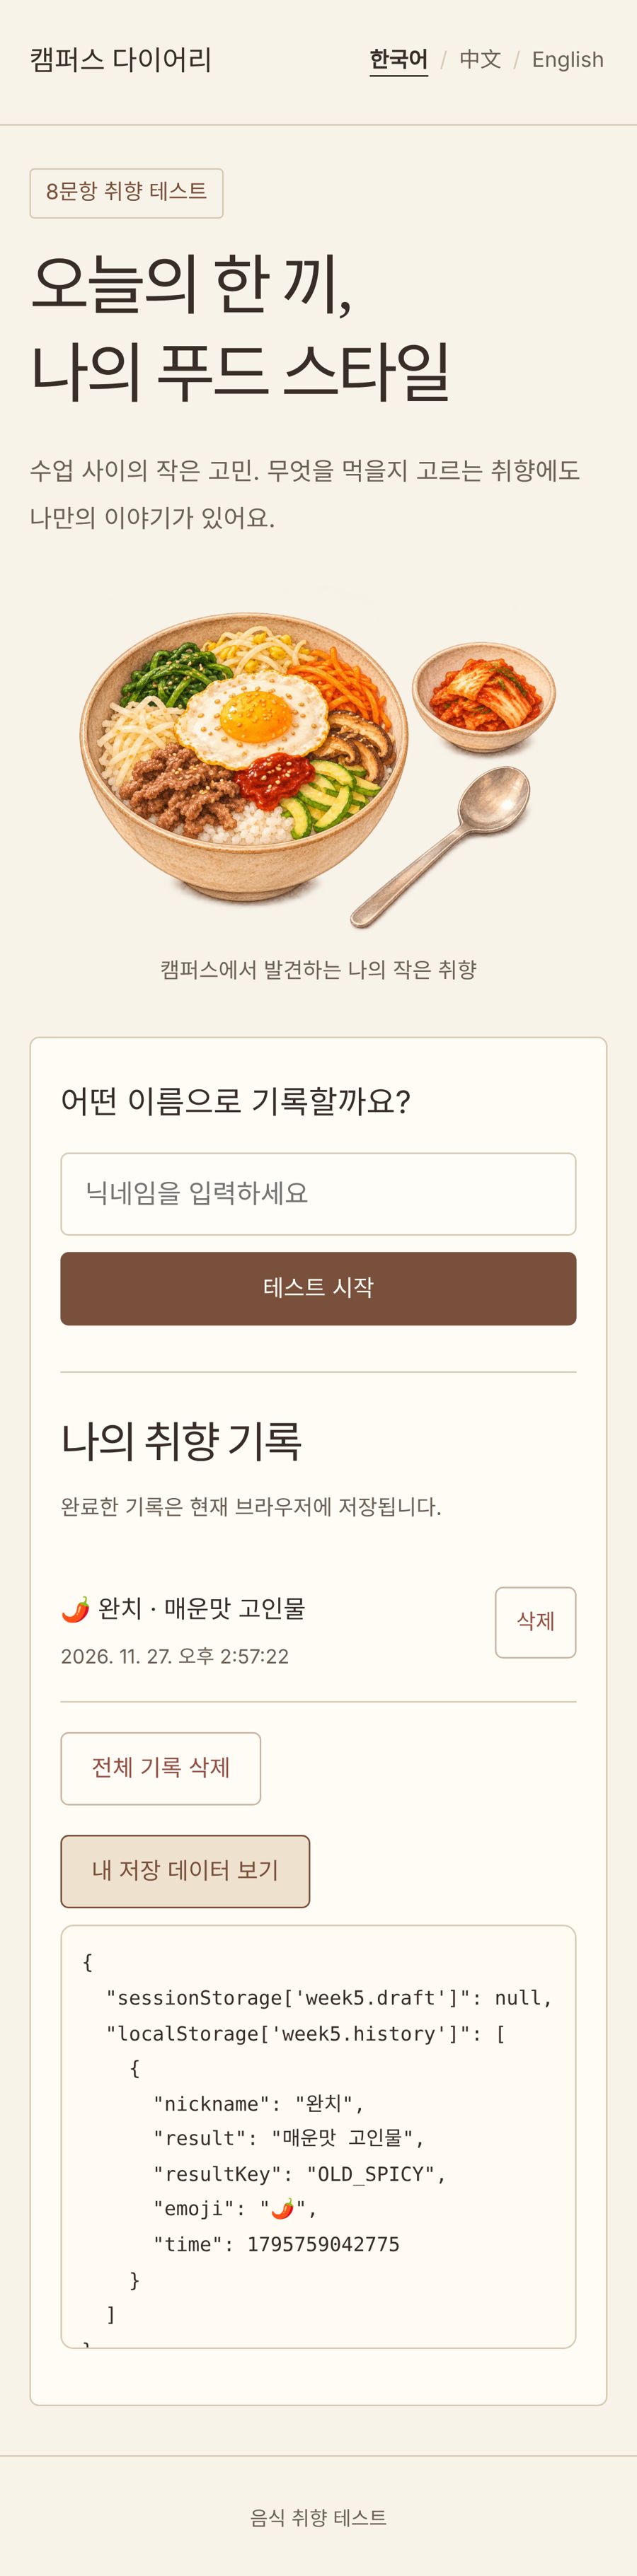 캠퍼스 다이어리
한국어 / 中文 / English
8문항 취향 테스트
오늘의 한 끼,
나의 푸드 스타일
수업 사이의 작은 고민. 무엇을 먹을지 고르는 취향에도
나만의 이야기가 있어요.
캠퍼스에서 발견하는 나의 작은 취향
어떤 이름으로 기록할까요?
닉네임을 입력하세요
테스트 시작
나의 취향 기록
완료한 기록은 현재 브라우저에 저장됩니다.
🌶️ 완치 · 매운맛 고인물
삭제
2026. 11. 27. 오후 2:57:22
전체 기록 삭제
내 저장 데이터 보기
{
  "sessionStorage['week5.draft']": null,
  "localStorage['week5.history']": [
    {
      "nickname": "완치",
      "result": "매운맛 고인물",
      "resultKey": "OLD_SPICY",
      "emoji": "🌶️",
      "time": 1795759042775
    }
  ]
}
음식 취향 테스트